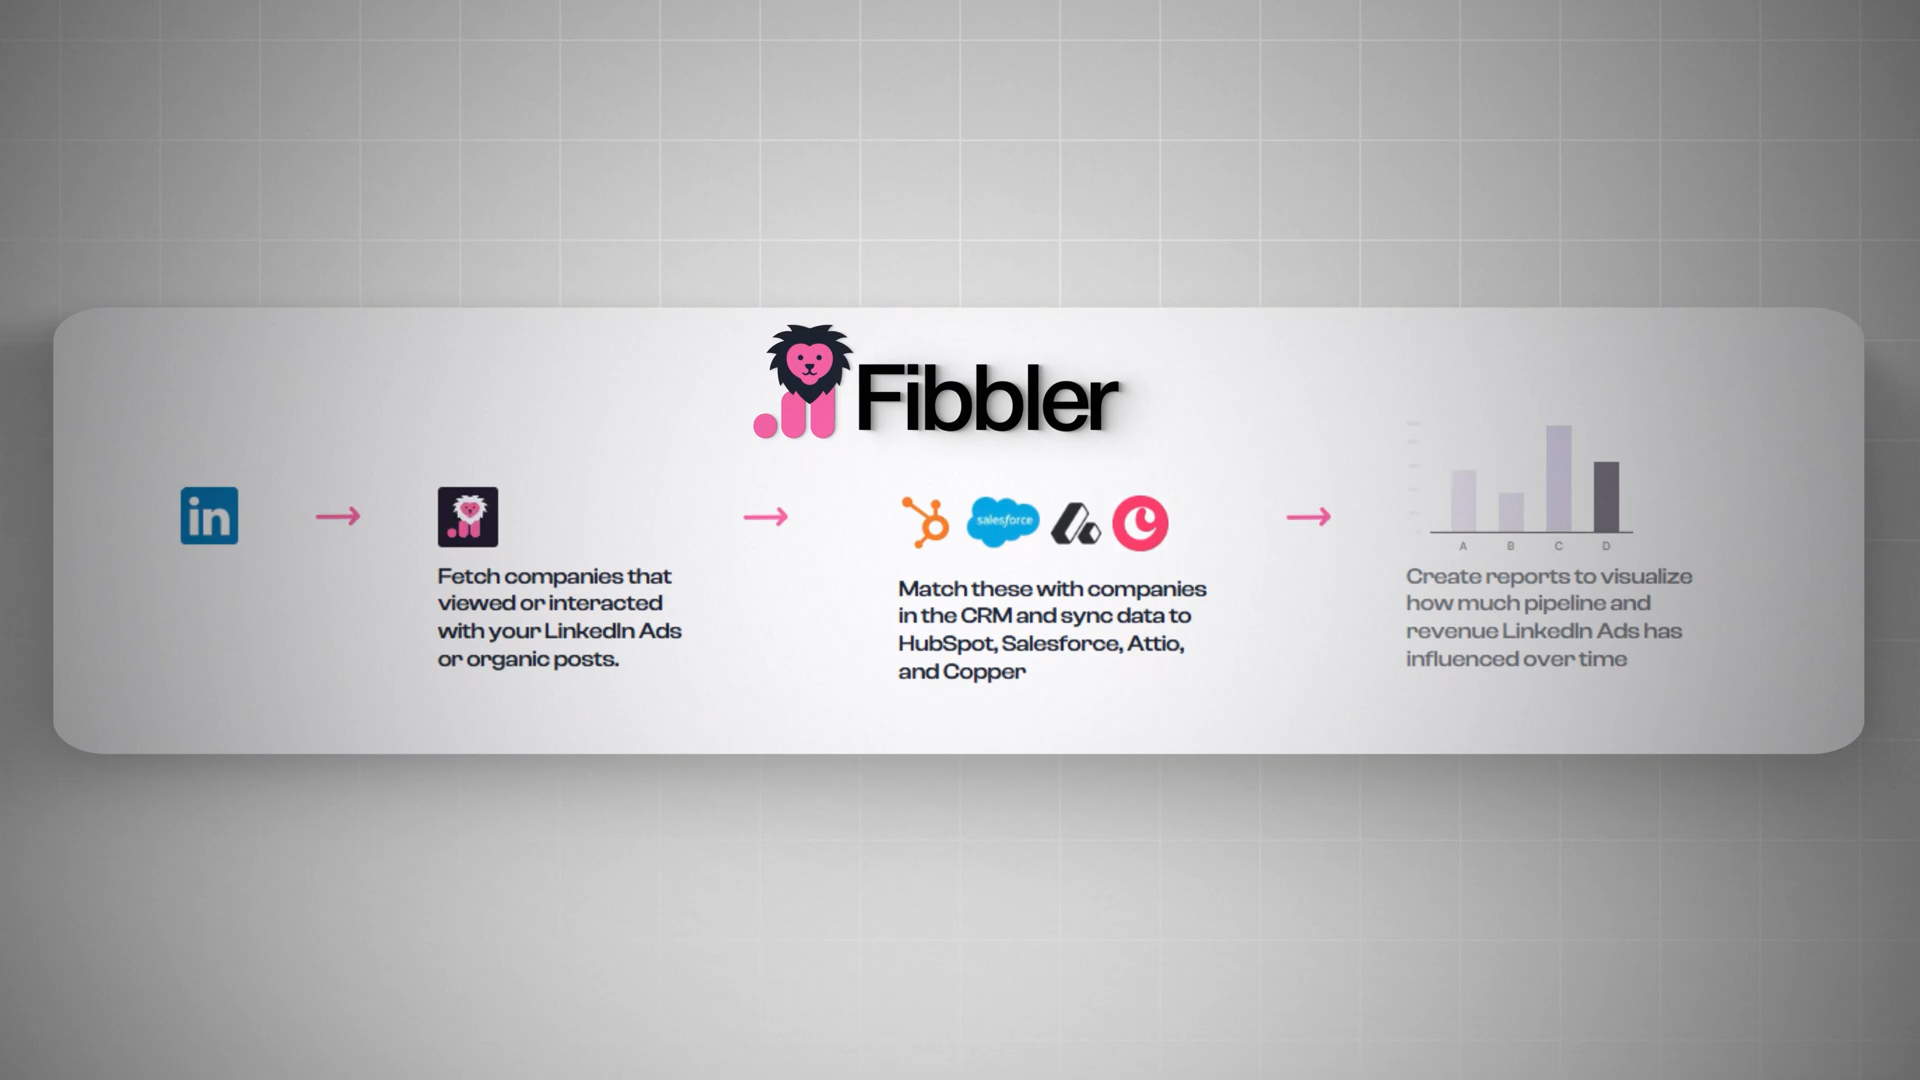 Fibbler
in
Fetch companies that
viewed or interacted
with your LinkedIn Ads
or organic posts.
salesforce
Match these with companies
in the CRM and sync data to
HubSpot, Salesforce, Attio,
and Copper
A B C D
Create reports to visualize
how much pipeline and
revenue LinkedIn Ads has
influenced over time